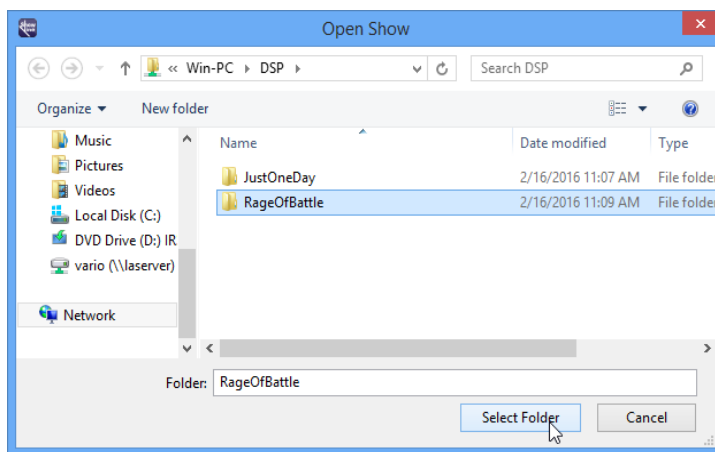 Open Show
« Win-PC DSP
Search DSP
Organize New folder
Music
Pictures
Videos
Local Disk (C:)
DVD Drive (D:) IR
vario (\\laserver)
Network
Name Date modified Type
JustOneDay 2/16/2016 11:07 AM File folder
RageOfBattle 2/16/2016 11:09 AM File folder
Folder: RageOfBattle
Select Folder Cancel